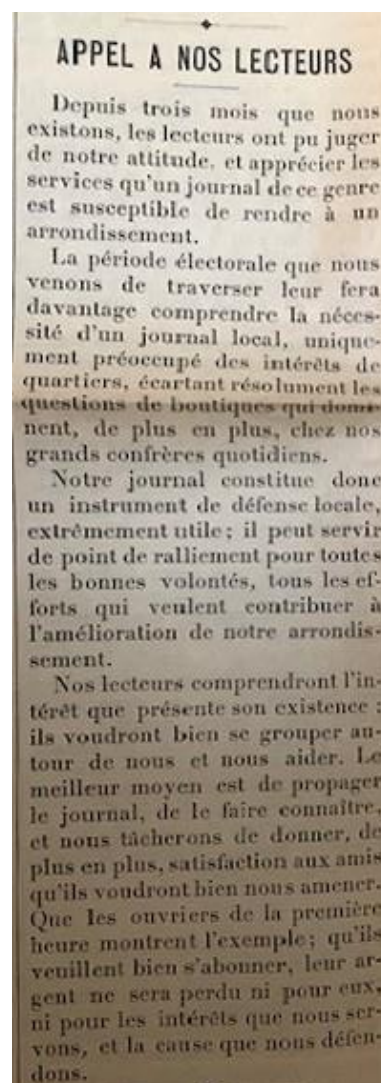 APPEL A NOS LECTEURS
Depuis trois mois que nous
existons, les lecteurs ont pu juger
de notre attitude, et apprécier les
services qu'un journal de ce genre
est susceptible de rendre à un
arrondissement.
La période électorale que nous
venons de traverser leur fera
davantage comprendre la néces-
sité d'un journal local, unique-
ment préoccupé des intérêts de
quartiers, écartant résolument les
questions de boutiques qui domi-
nent, de plus en plus, chez nos
grands confrères quotidiens.
Notre journal constitue donc
un instrument de défense locale,
extrêmement utile; il peut servir
de point de ralliement pour toutes
les bonnes volontés, tous les ef-
forts qui veulent contribuer à
l'amélioration de notre arrondis-
sement.
Nos lecteurs comprendront l'in-
térêt que présente son existence :
ils voudront bien se grouper au-
tour de nous et nous aider. Le
meilleur moyen est de propager
le journal, de le faire connaître,
et nous tâcherons de donner, de
plus en plus, satisfaction aux amis
qu'ils voudront bien nous amener.
Que les ouvriers de la première
heure montrent l'exemple; qu'ils
veuillent bien s'abonner, leur ar-
gent ne sera perdu ni pour eux,
ni pour les intérêts que nous ser-
vons, et la cause que nous défen-
dons.